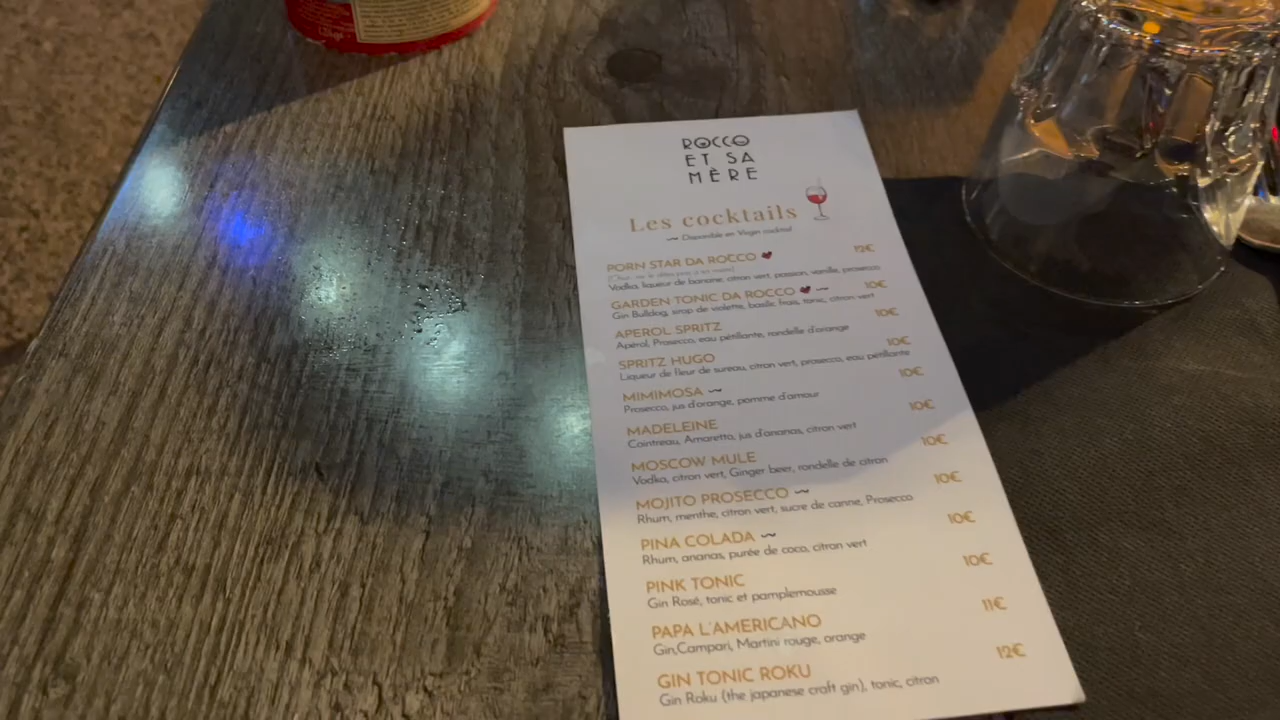 ROCCO
ET SA
MÈRE
Les cocktails
~ Disponible en Virgin cocktail
PORN STAR DA ROCCO 12€
Vodka, liqueur de banane, citron vert, passion, vanille, prosecco
GARDEN TONIC DA ROCCO ~ 10€
Gin Bulldog, sirop de violette, basilic frais, tonic, citron vert
APEROL SPRITZ 10€
Aperol, Prosecco, eau pétillante, rondelle d'orange
SPRITZ HUGO 10€
Liqueur de fleur de sureau, citron vert, prosecco, eau pétillante
MIMIMOSA ~ 10€
Prosecco, jus d'orange, pomme d'amour
MADELEINE 10€
Cointreau, Amaretto, jus d'ananas, citron vert
MOSCOW MULE 10€
Vodka, citron vert, Ginger beer, rondelle de citron
MOJITO PROSECCO ~ 10€
Rhum, menthe, citron vert, sucre de canne, Prosecco
PINA COLADA ~ 10€
Rhum, ananas, purée de coco, citron vert
PINK TONIC 10€
Gin Rosé, tonic et pamplemousse
PAPA L'AMERICANO 11€
Gin,Campari, Martini rouge, orange
GIN TONIC ROKU 12€
Gin Roku (the japanese craft gin), tonic, citron